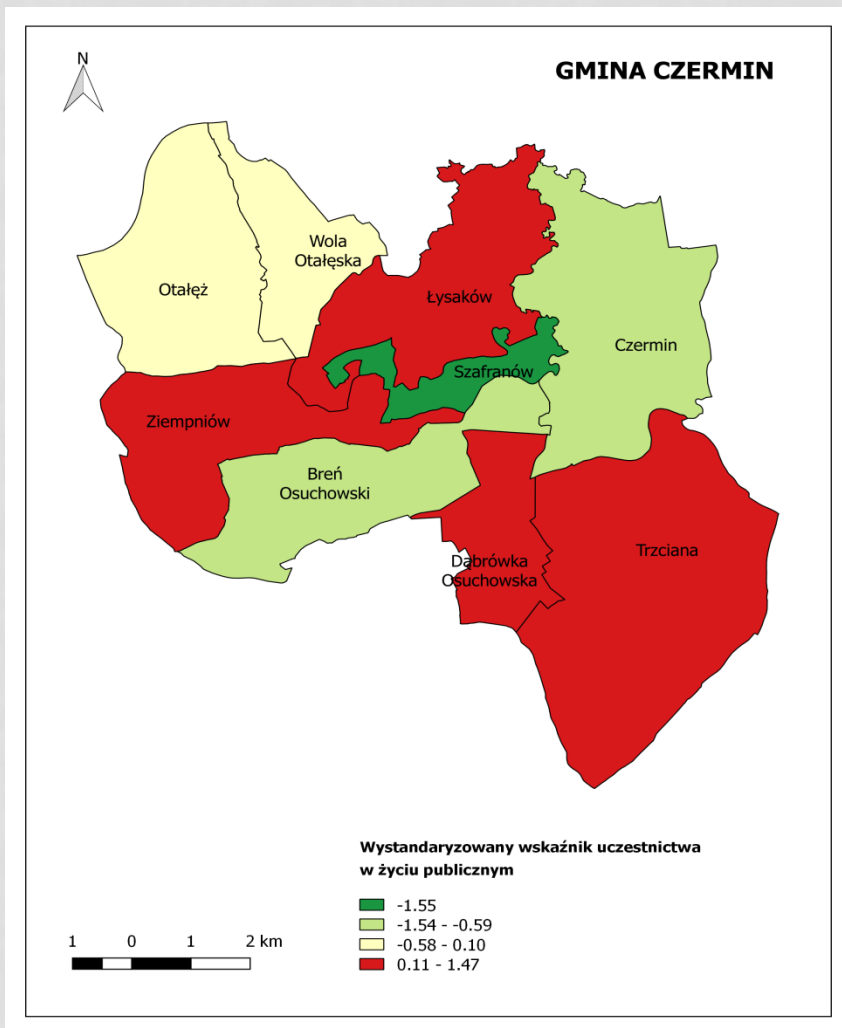 N
GMINA CZERMIN
Wola
Otałęska
Otałęż
Łysaków
Czermin
Szafranów
Ziempniów
Breń
Osuchowski
Trzciana
Dąbrówka
Osuchowska
Wystandaryzowany wskaźnik uczestnictwa
w życiu publicznym
-1.55
-1.54 - -0.59
-0.58 - 0.10
0.11 - 1.47
1 0 1 2 km